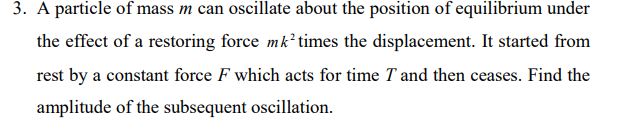 3. A particle of mass m can oscillate about the position of equilibrium under
the effect of a restoring force mk² times the displacement. It started from
rest by a constant force F which acts for time T and then ceases. Find the
amplitude of the subsequent oscillation.